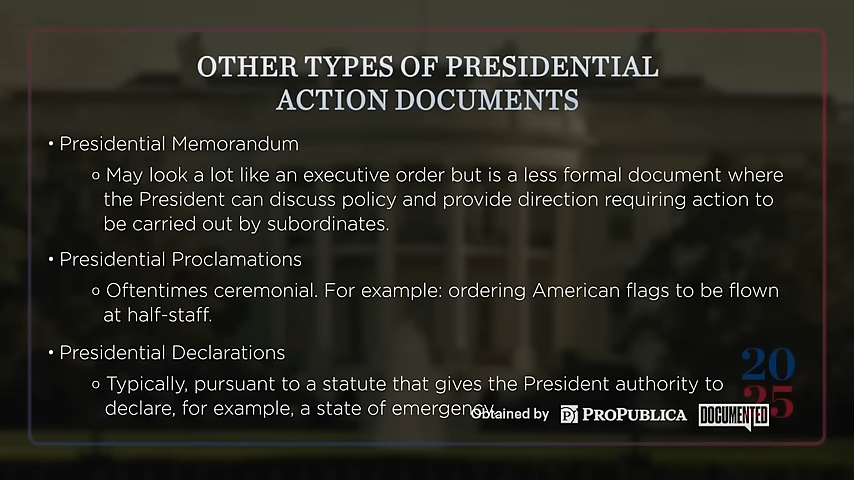 OTHER TYPES OF PRESIDENTIAL
ACTION DOCUMENTS
• Presidential Memorandum
o May look a lot like an executive order but is a less formal document where
the President can discuss policy and provide direction requiring action to
be carried out by subordinates.
• Presidential Proclamations
o Oftentimes ceremonial. For example: ordering American flags to be flown
at half-staff.
• Presidential Declarations
o Typically, pursuant to a statute that gives the President authority to
declare, for example, a state of emergency.
20
25
Obtained by PROPUBLICA DOCUMENTED